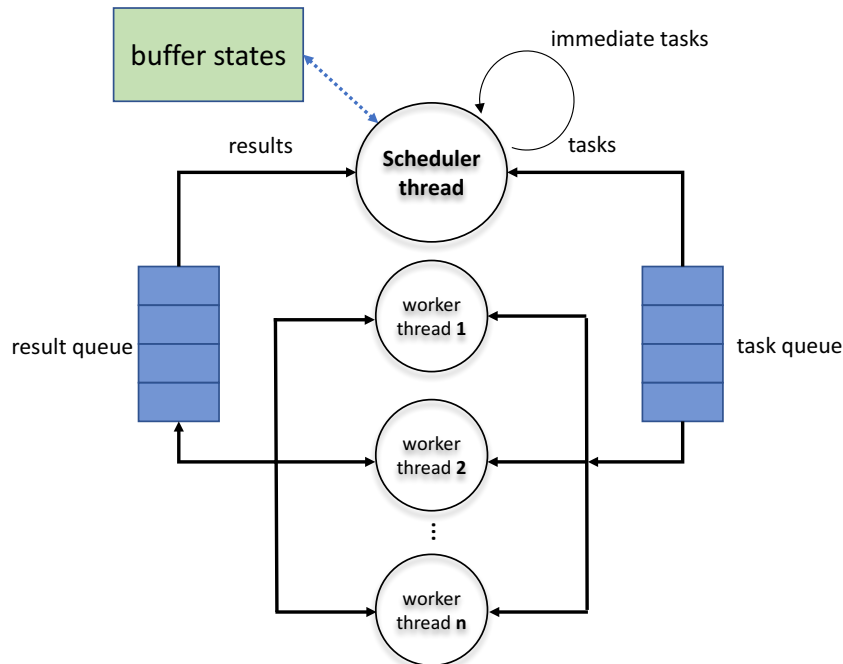 buffer states
immediate tasks
results
Scheduler
thread
tasks
worker
thread 1
result queue
task queue
worker
thread 2
...
worker
thread n